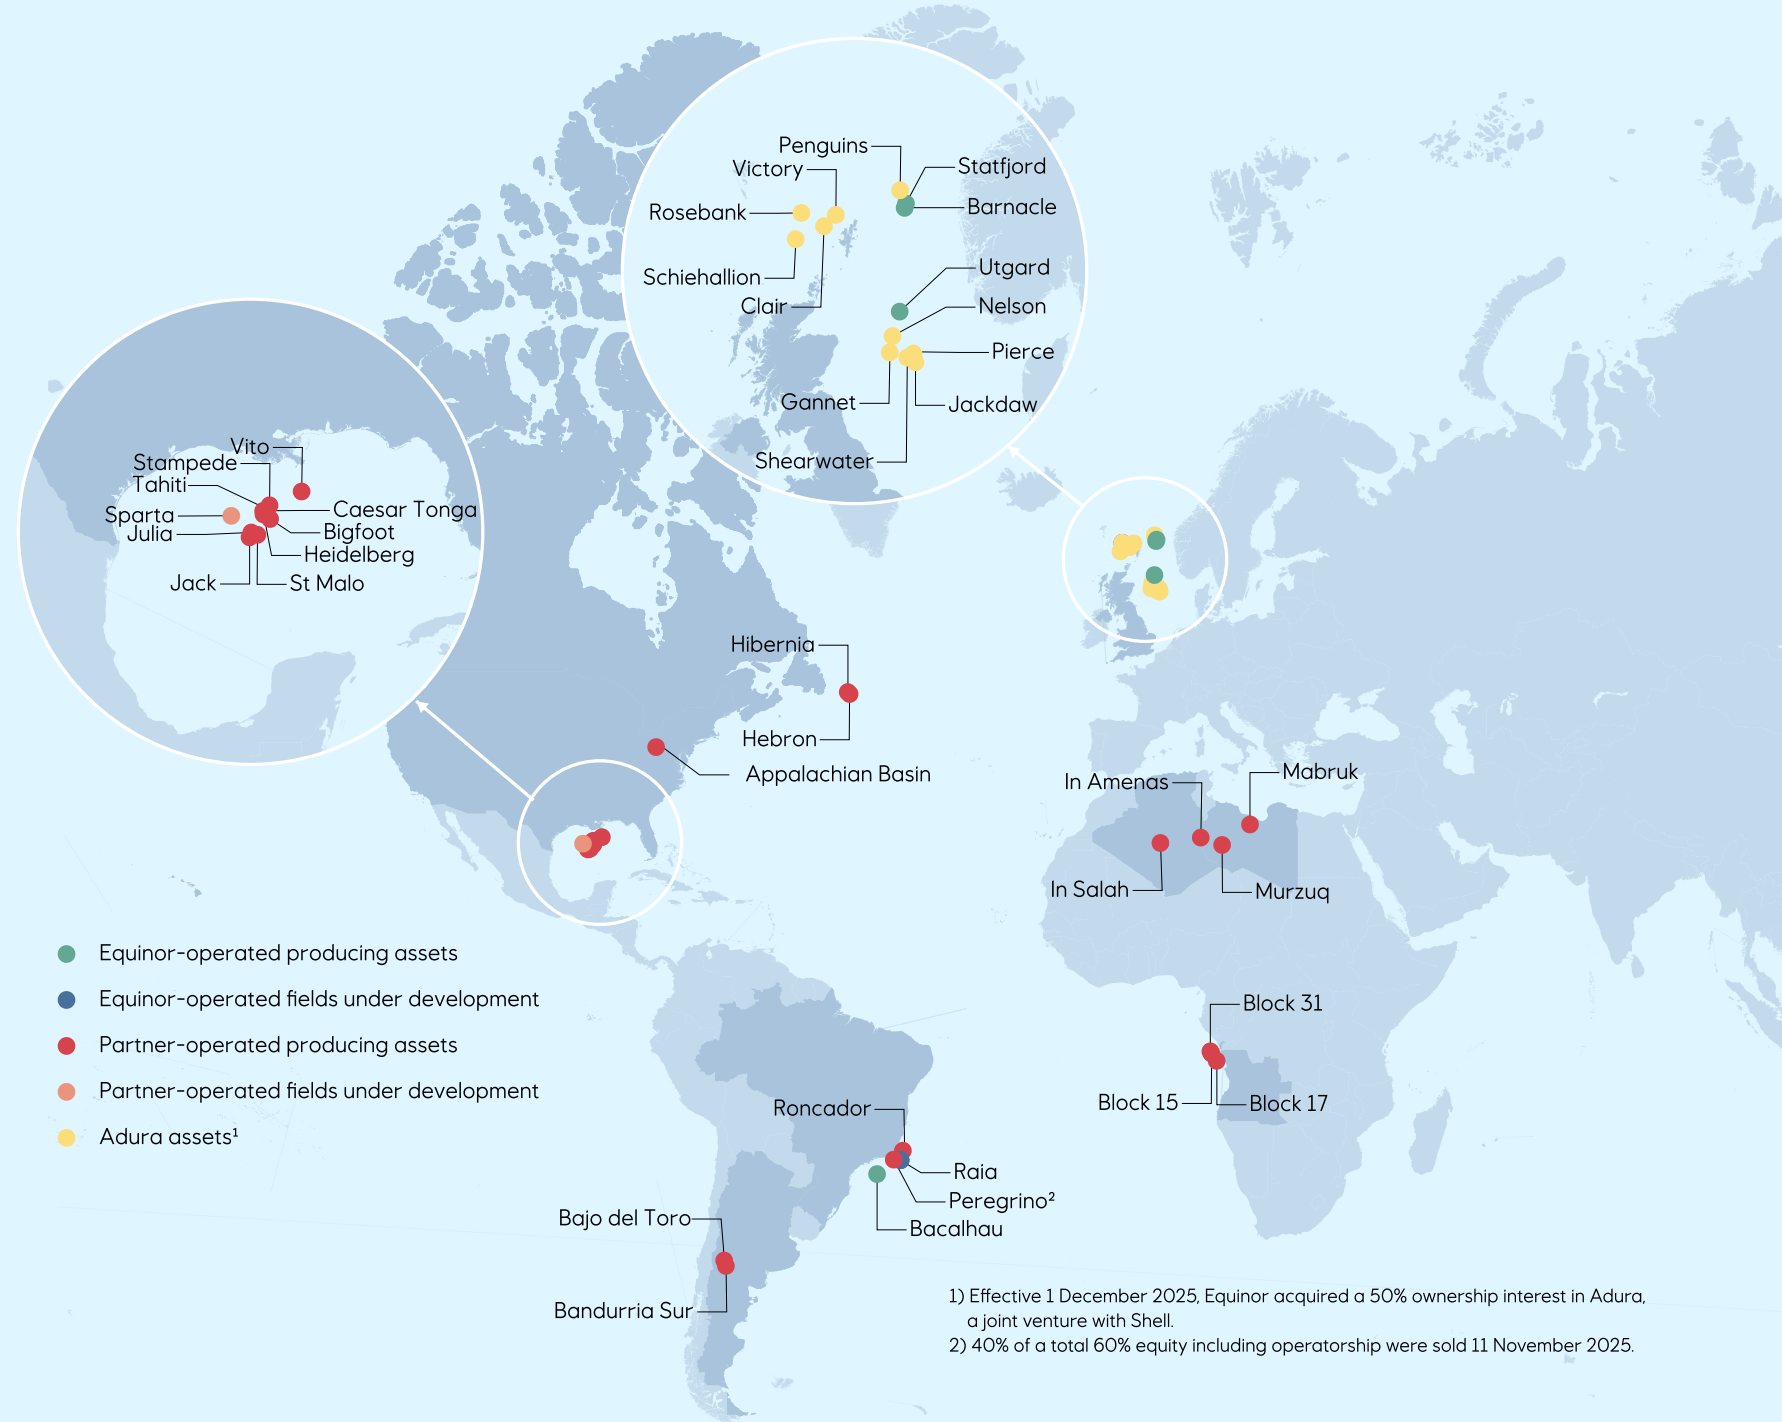 Penguins
Victory
Statfjord
Rosebank
Barnacle
Schiehallion
Utgard
Clair
Nelson
Pierce
Gannet
Jackdaw
Shearwater
Vito
Stampede
Tahiti
Caesar Tonga
Sparta
Bigfoot
Julia
Heidelberg
Jack
St Malo
Hibernia
Hebron
Appalachian Basin
In Amenas
Mabruk
In Salah
Murzuq
Equinor-operated producing assets
Equinor-operated fields under development
Partner-operated producing assets
Partner-operated fields under development
Adura assets¹
Block 31
Block 15
Block 17
Roncador
Raia
Peregrino²
Bacalhau
Bajo del Toro
Bandurria Sur
1) Effective 1 December 2025, Equinor acquired a 50% ownership interest in Adura,
a joint venture with Shell.
2) 40% of a total 60% equity including operatorship were sold 11 November 2025.